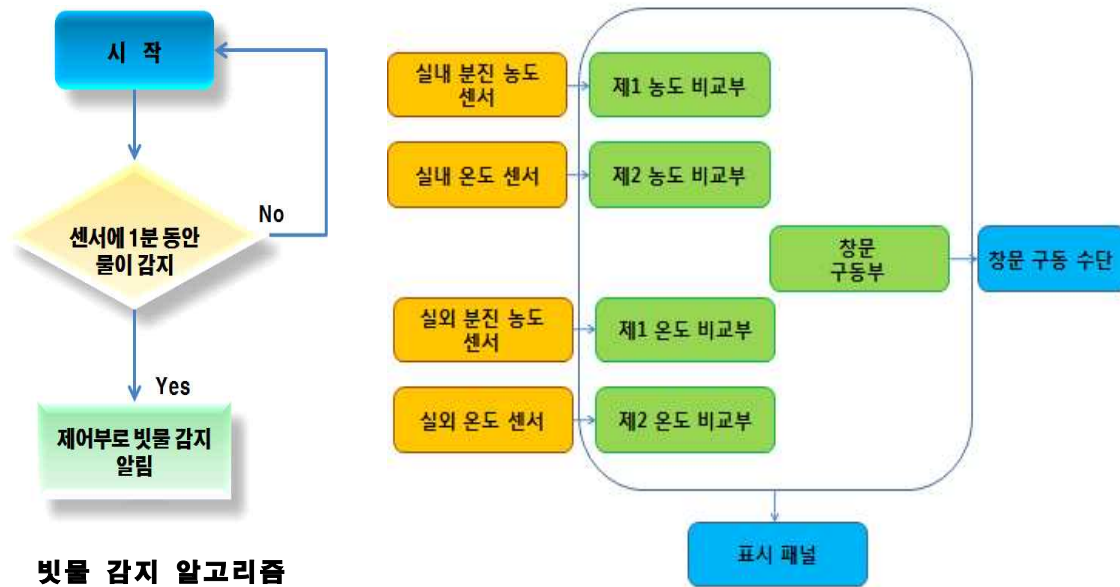 시 작
센서에 1분 동안
물이 감지
No
Yes
제어부로 빗물 감지
알림
빗물 감지 알고리즘
실내 분진 농도
센서
제1 농도 비교부
실내 온도 센서
제2 농도 비교부
창문
구동부
창문 구동 수단
실외 분진 농도
센서
제1 온도 비교부
실외 온도 센서
제2 온도 비교부
표시 패널